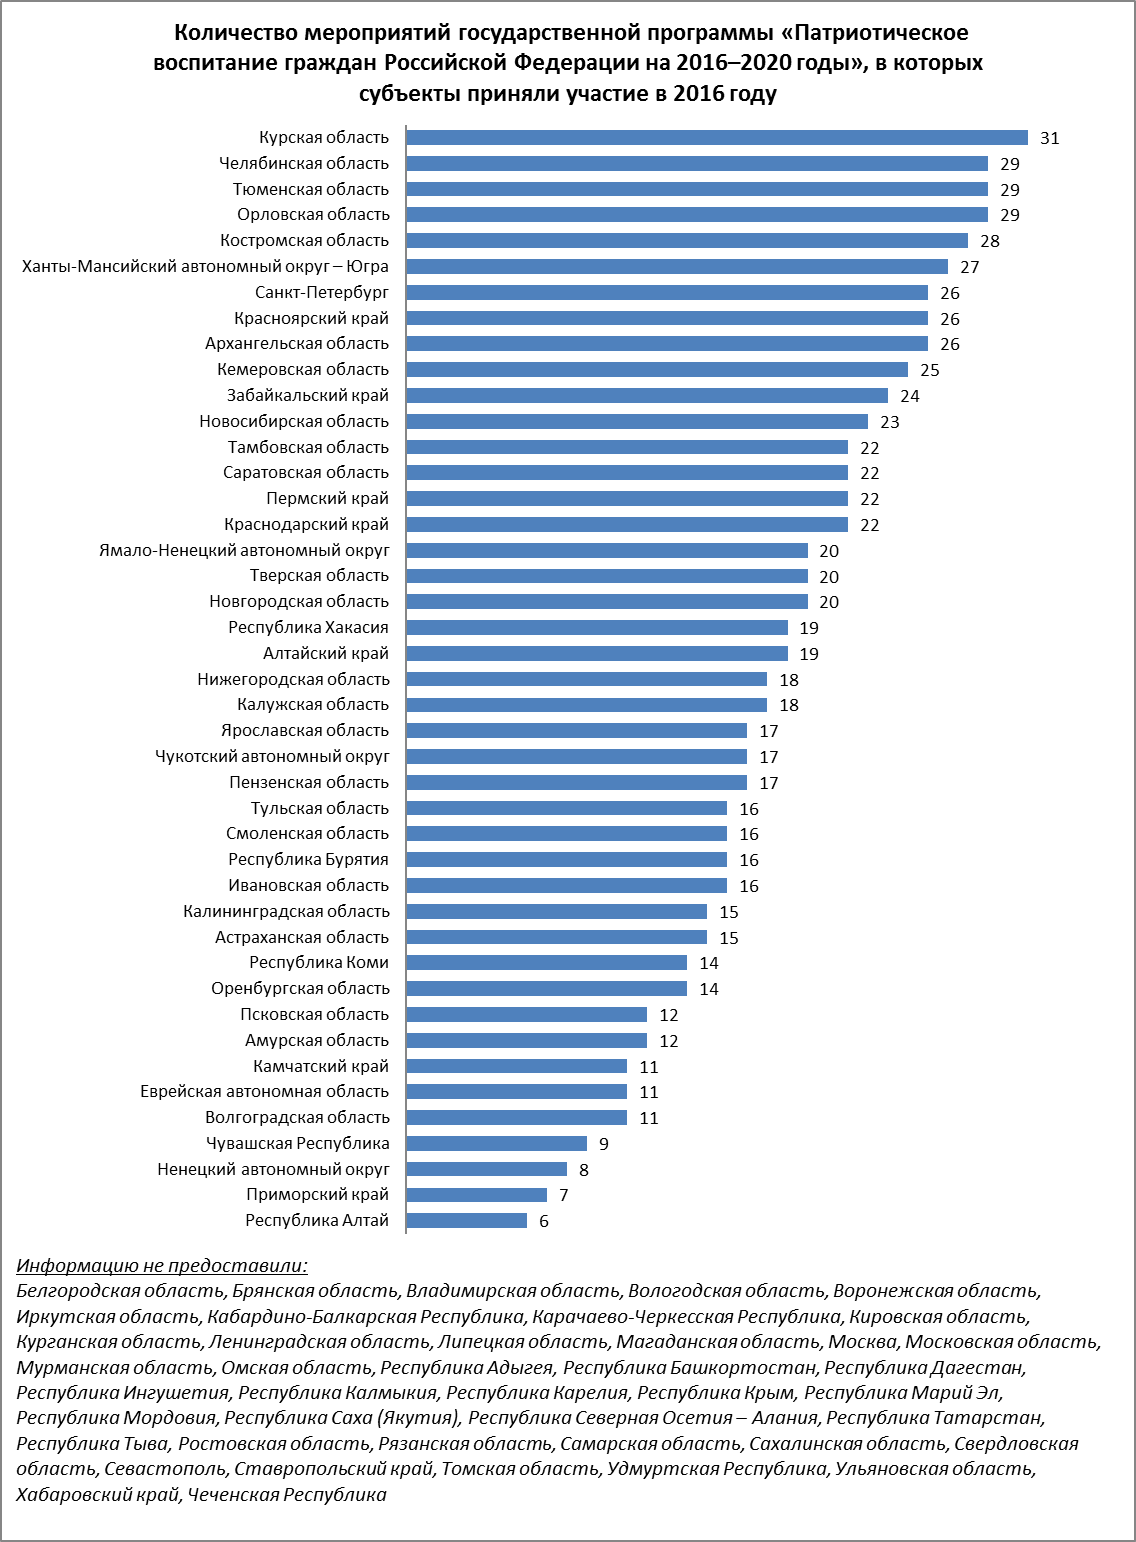 Количество мероприятий государственной программы «Патриотическое
воспитание граждан Российской Федерации на 2016–2020 годы», в которых
субъекты приняли участие в 2016 году
Курская область 31
Челябинская область 29
Тюменская область 29
Орловская область 29
Костромская область 28
Ханты-Мансийский автономный округ – Югра 27
Санкт-Петербург 26
Красноярский край 26
Архангельская область 26
Кемеровская область 25
Забайкальский край 24
Новосибирская область 23
Тамбовская область 22
Саратовская область 22
Пермский край 22
Краснодарский край 22
Ямало-Ненецкий автономный округ 20
Тверская область 20
Новгородская область 20
Республика Хакасия 19
Алтайский край 19
Нижегородская область 18
Калужская область 18
Ярославская область 17
Чукотский автономный округ 17
Пензенская область 17
Тульская область 16
Смоленская область 16
Республика Бурятия 16
Ивановская область 16
Калининградская область 15
Астраханская область 15
Республика Коми 14
Оренбургская область 14
Псковская область 12
Амурская область 12
Камчатский край 11
Еврейская автономная область 11
Волгоградская область 11
Чувашская Республика 9
Ненецкий автономный округ 8
Приморский край 7
Республика Алтай 6
Информацию не предоставили:
Белгородская область, Брянская область, Владимирская область, Вологодская область, Воронежская область,
Иркутская область, Кабардино-Балкарская Республика, Карачаево-Черкесская Республика, Кировская область,
Курганская область, Ленинградская область, Липецкая область, Магаданская область, Москва, Московская область,
Мурманская область, Омская область, Республика Адыгея, Республика Башкортостан, Республика Дагестан,
Республика Ингушетия, Республика Калмыкия, Республика Карелия, Республика Крым, Республика Марий Эл,
Республика Мордовия, Республика Саха (Якутия), Республика Северная Осетия – Алания, Республика Татарстан,
Республика Тыва, Ростовская область, Рязанская область, Самарская область, Сахалинская область, Свердловская
область, Севастополь, Ставропольский край, Томская область, Удмуртская Республика, Ульяновская область,
Хабаровский край, Чеченская Республика